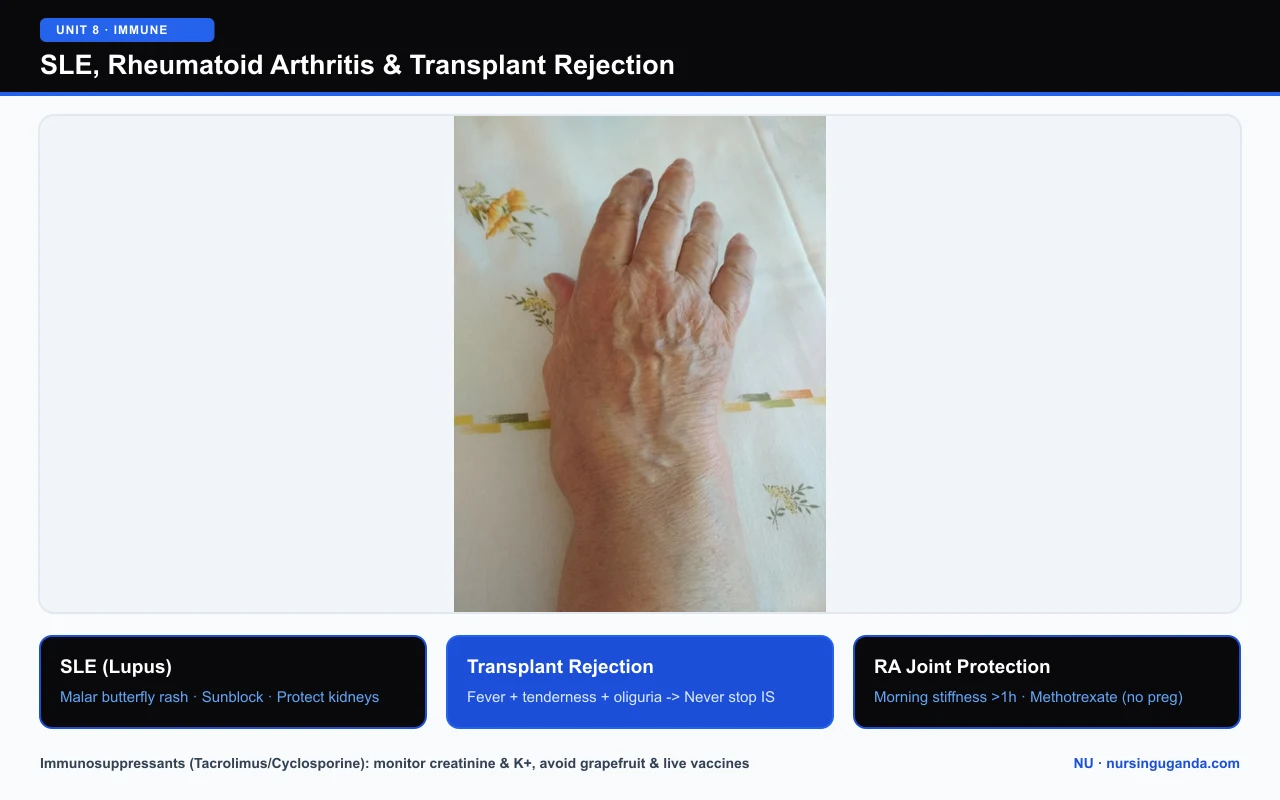 UNIT 8 · IMMUNE
SLE, Rheumatoid Arthritis & Transplant Rejection
SLE (Lupus)
Malar butterfly rash · Sunblock · Protect kidneys
Transplant Rejection
Fever + tenderness + oliguria -> Never stop IS
RA Joint Protection
Morning stiffness >1h · Methotrexate (no preg)
Immunosuppressants (Tacrolimus/Cyclosporine): monitor creatinine & K+, avoid grapefruit & live vaccines
NU · nursinguganda.com